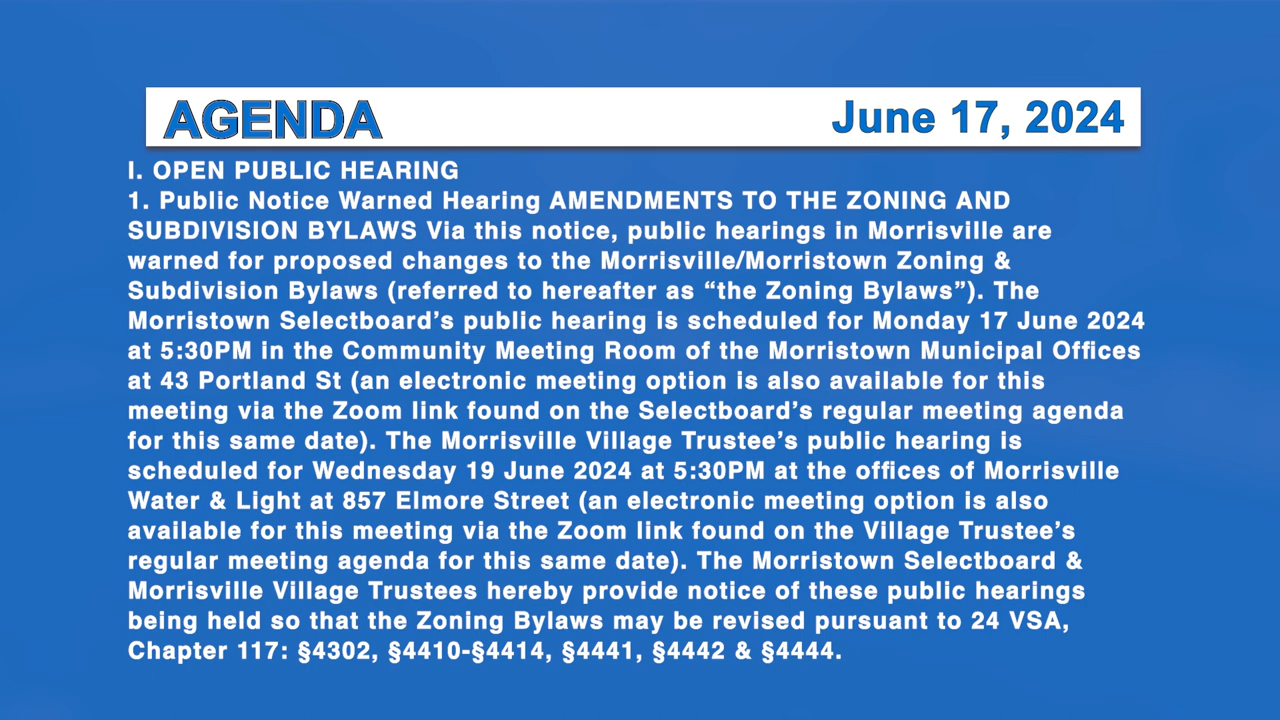 AGENDA June 17, 2024
I. OPEN PUBLIC HEARING
1. Public Notice Warned Hearing AMENDMENTS TO THE ZONING AND
SUBDIVISION BYLAWS Via this notice, public hearings in Morrisville are
warned for proposed changes to the Morrisville/Morristown Zoning &
Subdivision Bylaws (referred to hereafter as “the Zoning Bylaws”). The
Morristown Selectboard’s public hearing is scheduled for Monday 17 June 2024
at 5:30PM in the Community Meeting Room of the Morristown Municipal Offices
at 43 Portland St (an electronic meeting option is also available for this
meeting via the Zoom link found on the Selectboard’s regular meeting agenda
for this same date). The Morrisville Village Trustee’s public hearing is
scheduled for Wednesday 19 June 2024 at 5:30PM at the offices of Morrisville
Water & Light at 857 Elmore Street (an electronic meeting option is also
available for this meeting via the Zoom link found on the Village Trustee’s
regular meeting agenda for this same date). The Morristown Selectboard &
Morrisville Village Trustees hereby provide notice of these public hearings
being held so that the Zoning Bylaws may be revised pursuant to 24 VSA,
Chapter 117: §4302, §4410-§4414, §4441, §4442 & §4444.